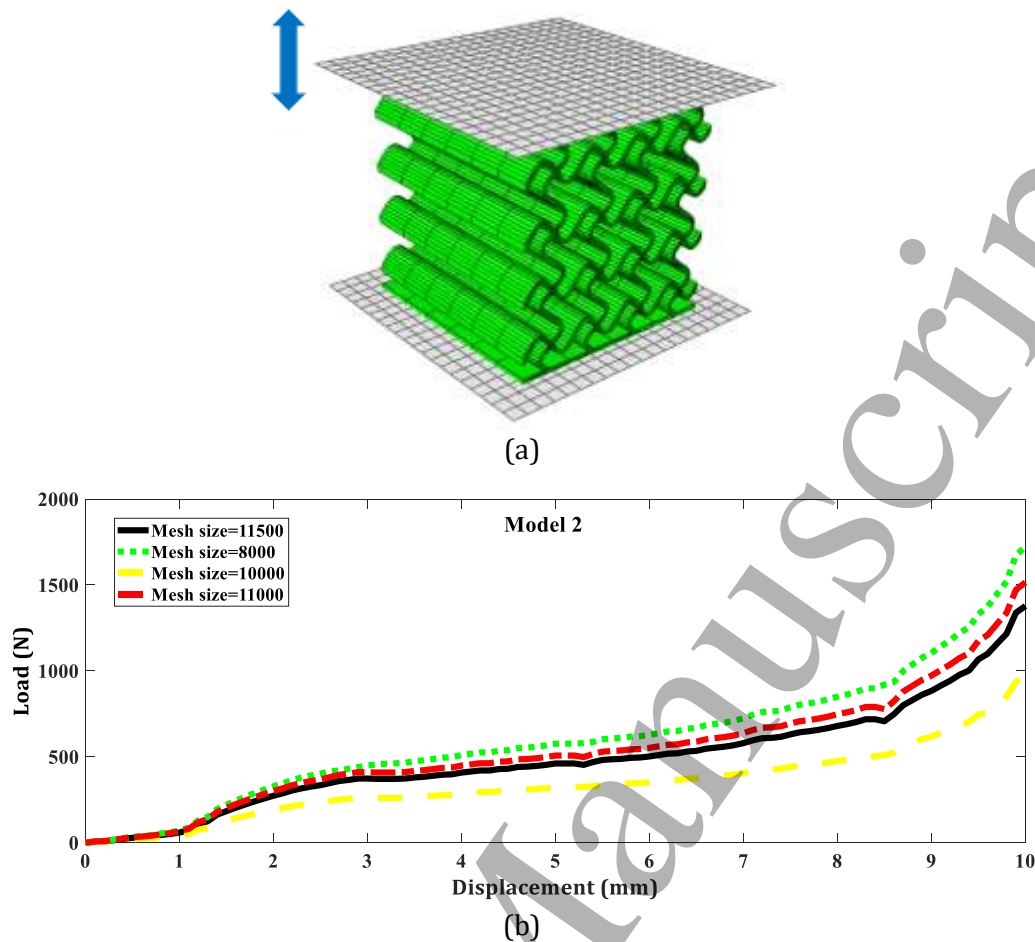 (a)
2000
1500
1000
500
0
Load (N)
Model 2
Mesh size=11500
Mesh size=8000
Mesh size=10000
Mesh size=11000
0 1 2 3 4 5 6 7 8 9 10
Displacement (mm)
(b)
Manuscrip